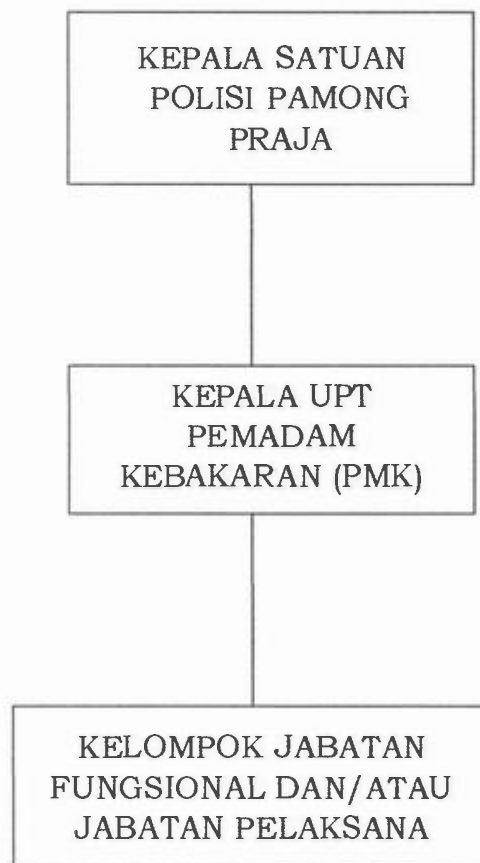 KEPALA SATUAN
POLISI PAMONG
PRAJA
KEPALA UPT
PEMADAM
KEBAKARAN (PMK)
KELOMPOK JABATAN
FUNGSIONAL DAN/ATAU
JABATAN PELAKSANA